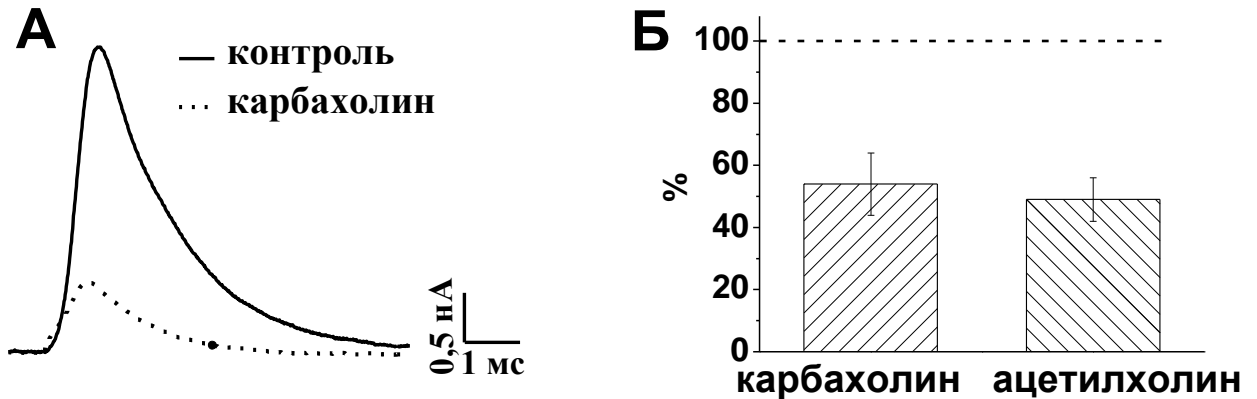 А
контроль
карбахолин
0,5 нА
1 мс
Б
%
100
80
60
40
20
0
карбахолин
ацетилхолин